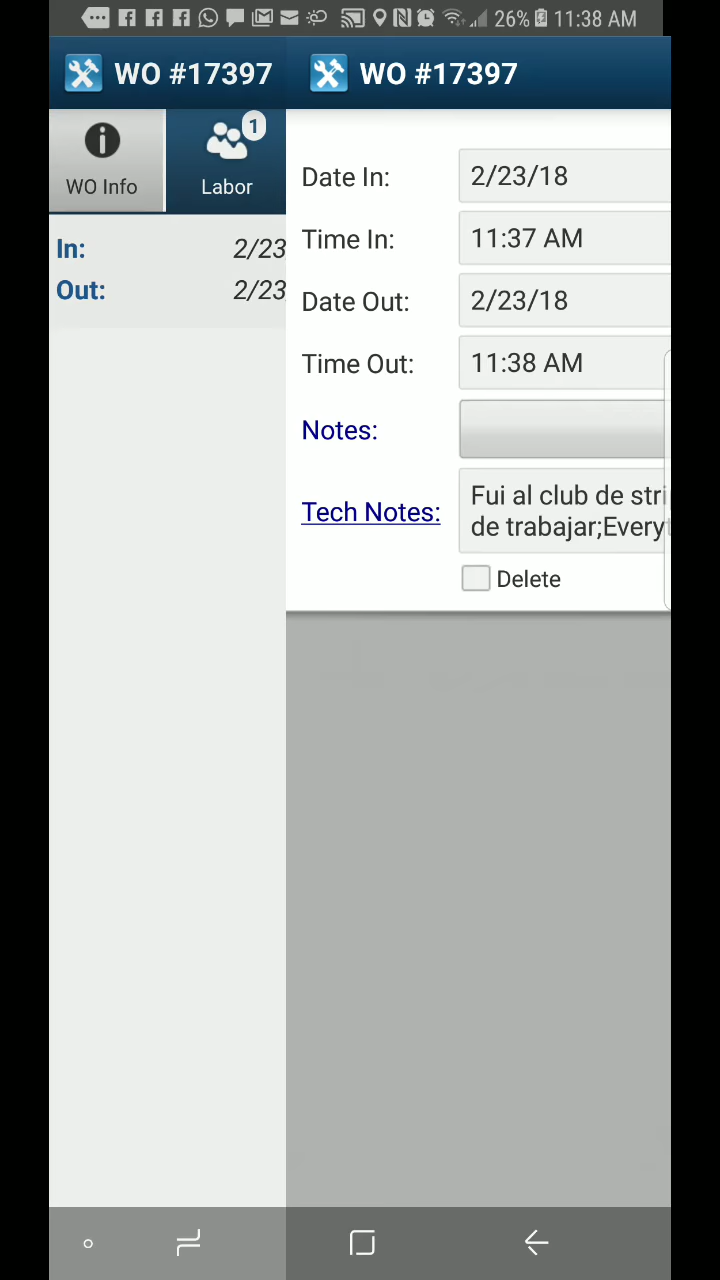 26% 11:38 AM
WO #17397
WO #17397
WO Info
1
Labor
In: 2/23
Out: 2/23
Date In: 2/23/18
Time In: 11:37 AM
Date Out: 2/23/18
Time Out: 11:38 AM
Notes:
Tech Notes: Fui al club de stri
de trabajar;Everyt
Delete